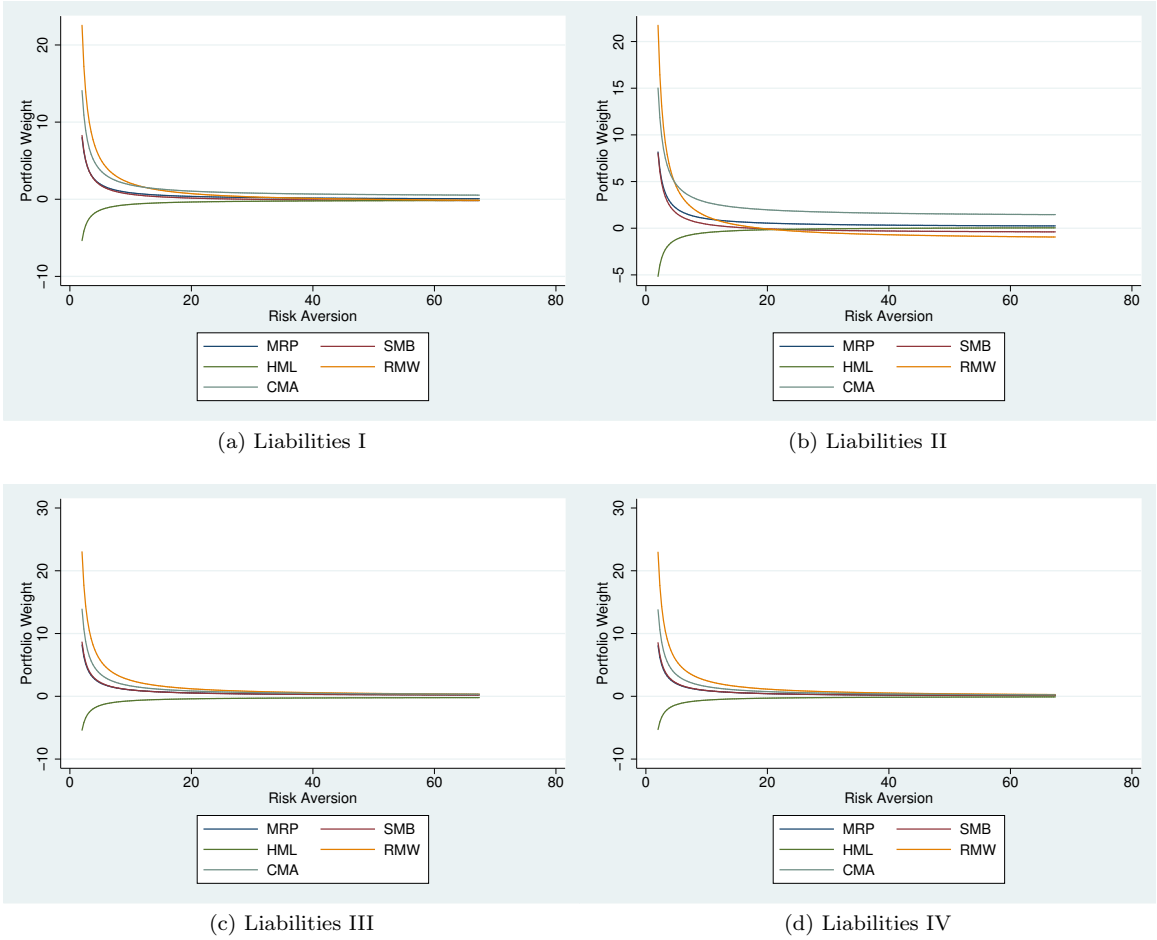 Portfolio Weight
20
10
0
−10
0 20 40 60 80
Risk Aversion
MRP SMB
HML RMW
CMA
(a) Liabilities I
Portfolio Weight
20
15
10
5
0
−5
0 20 40 60 80
Risk Aversion
MRP SMB
HML RMW
CMA
(b) Liabilities II
Portfolio Weight
30
20
10
0
−10
0 20 40 60 80
Risk Aversion
MRP SMB
HML RMW
CMA
(c) Liabilities III
Portfolio Weight
30
20
10
0
−10
0 20 40 60 80
Risk Aversion
MRP SMB
HML RMW
CMA
(d) Liabilities IV